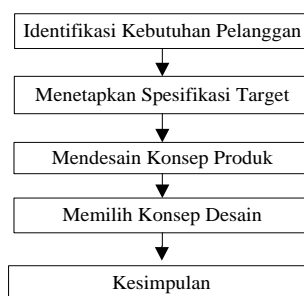 Identifikasi Kebutuhan Pelanggan
Menetapkan Spesifikasi Target
Mendesain Konsep Produk
Memilih Konsep Desain
Kesimpulan